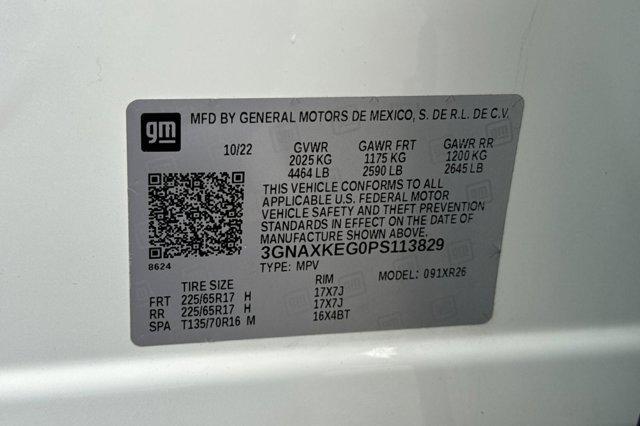 gm
MFD BY GENERAL MOTORS DE MEXICO, S. DE R.L. DE C.V.
10/22 GVWR GAWR FRT GAWR RR
2025 KG 1175 KG 1200 KG
4464 LB 2590 LB 2645 LB
THIS VEHICLE CONFORMS TO ALL
APPLICABLE U.S. FEDERAL MOTOR
VEHICLE SAFETY AND THEFT PREVENTION
STANDARDS IN EFFECT ON THE DATE OF
MANUFACTURE SHOWN ABOVE.
3GNAXKEG0PS113829
8624
TYPE: MPV MODEL: 091XR26
TIRE SIZE RIM
FRT 225/65R17 H 17X7J
RR 225/65R17 H 17X7J
SPA T135/70R16 M 16X4BT